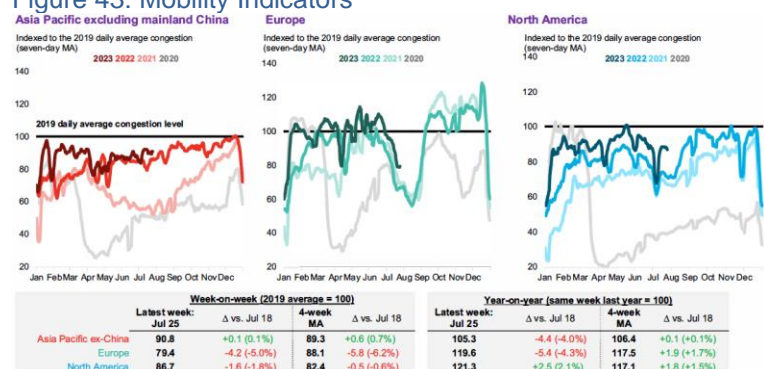 Figure 43: Mobility Indicators
Asia Pacific excluding mainland China
Indexed to the 2019 daily average congestion
(seven-day MA)
2023 2022 2021 2020
140
120
2019 daily average congestion level
100
80
60
40
20
Jan Feb Mar Apr May Jun Jul Aug Sep Oct Nov Dec
Europe
Indexed to the 2019 daily average congestion
(seven-day MA)
2023 2022 2021 2020
140
120
100
80
60
40
20
Jan Feb Mar Apr May Jun Jul Aug Sep Oct Nov Dec
North America
Indexed to the 2019 daily average congestion
(seven-day MA)
140
2023 2022 2021 2020
120
100
80
60
40
20
Jan Feb Mar Apr May Jun Jul Aug Sep Oct Nov Dec
Week-on-week (2019 average = 100)
Latest week: Jul 25 Δ vs. Jul 18 4-week MA Δ vs. Jul 18
Year-on-year (same week last year = 100)
Latest week: Jul 25 Δ vs. Jul 18 4-week MA Δ vs. Jul 18
Asia Pacific ex-China 90.8 +0.1 (0.1%) 89.3 +0.6 (0.7%) 105.3 -4.4 (-4.0%) 106.4 +0.1 (+0.1%)
Europe 79.4 -4.2 (-5.0%) 88.1 -5.8 (-6.2%) 119.6 -5.4 (-4.3%) 117.5 +1.9 (+1.7%)
North America 86.7 -1.6 (-1.8%) 82.4 -0.5 (-0.6%) 121.3 +2.5 (2.1%) 117.1 +1.8 (+1.5%)